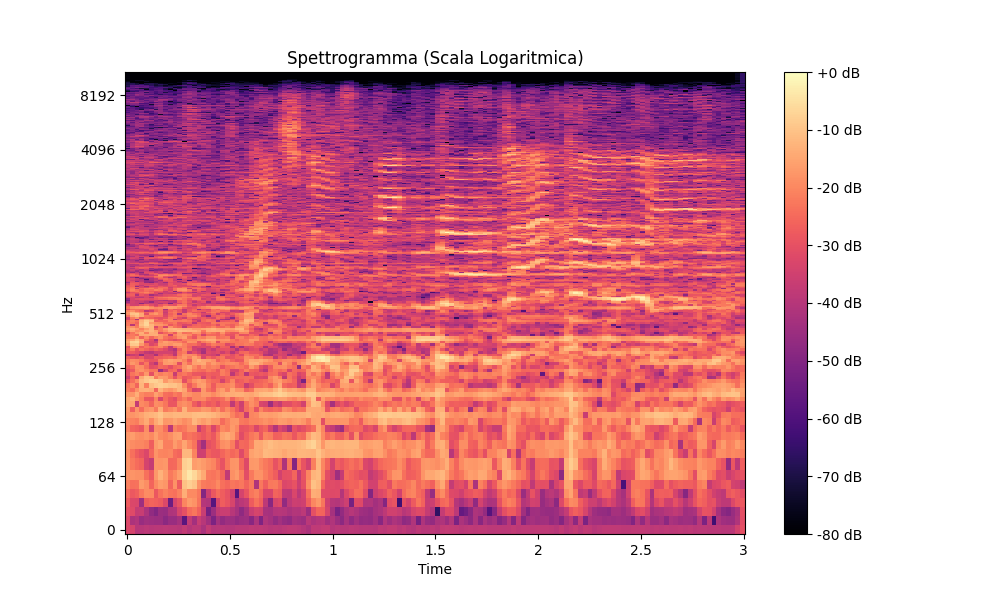 Spettrogramma (Scala Logaritmica)
Hz
8192
4096
2048
1024
512
256
128
64
0
0
0.5
1
1.5
2
2.5
3
Time
+0 dB
-10 dB
-20 dB
-30 dB
-40 dB
-50 dB
-60 dB
-70 dB
-80 dB